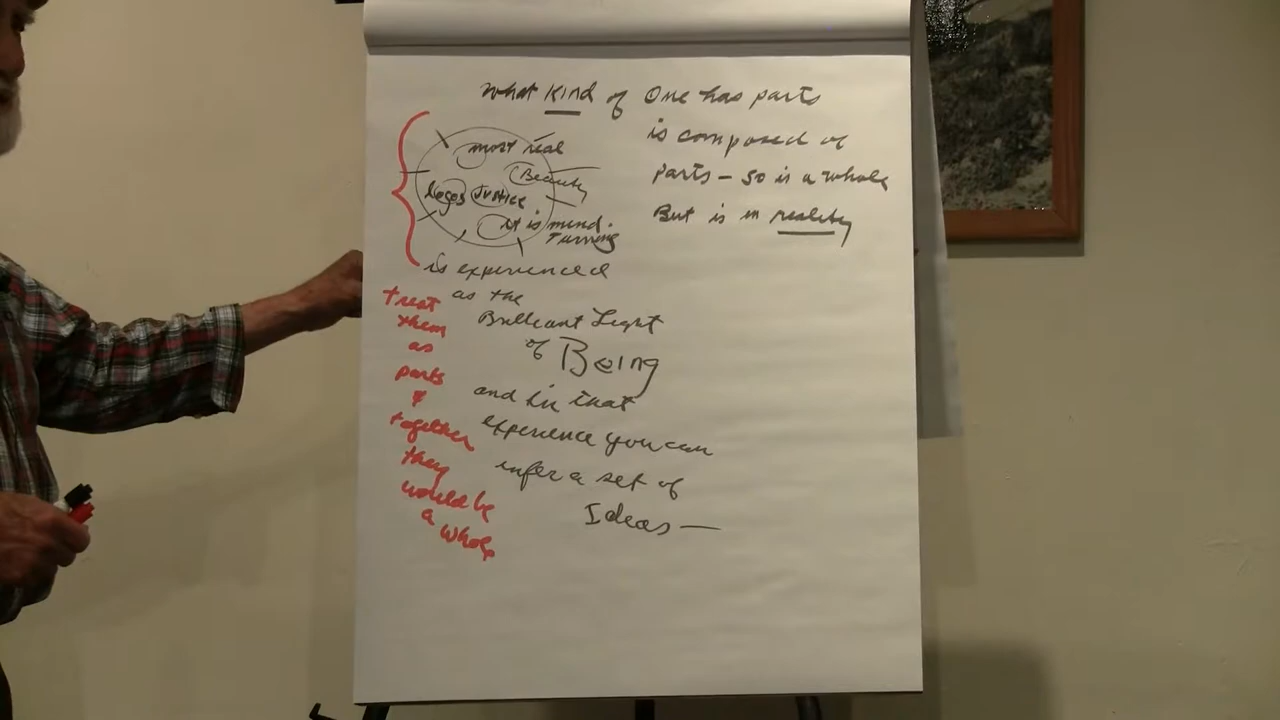 What Kind of One has parts
is composed of
parts - so is a whole
But is in reality
most real
Beauty
Logos Justice
it is mind.
Turning
is experienced
as the
Brilleant Light
of Being
and in that
experience you can
infer a set of
Ideas —
treat
them
as
parts
&
together
they
would be
a whole